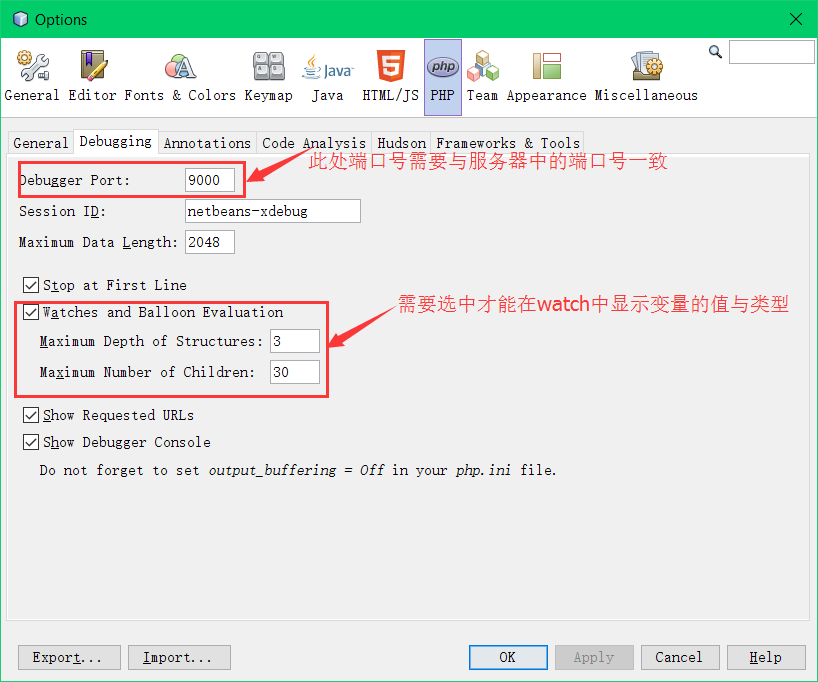 Options
General Editor Fonts & Colors Keymap Java HTML/JS PHP Team Appearance Miscellaneous
General Debugging Annotations Code Analysis Hudson Frameworks & Tools
此处端口号需要与服务器中的端口号一致
Debugger Port: 9000
Session ID: netbeans-xdebug
Maximum Data Length: 2048
Stop at First Line
需要选中才能在watch中显示变量的值与类型
Watches and Balloon Evaluation
Maximum Depth of Structures: 3
Maximum Number of Children: 30
Show Requested URLs
Show Debugger Console
Do not forget to set output_buffering = Off in your php.ini file.
Export... Import... OK Apply Cancel Help